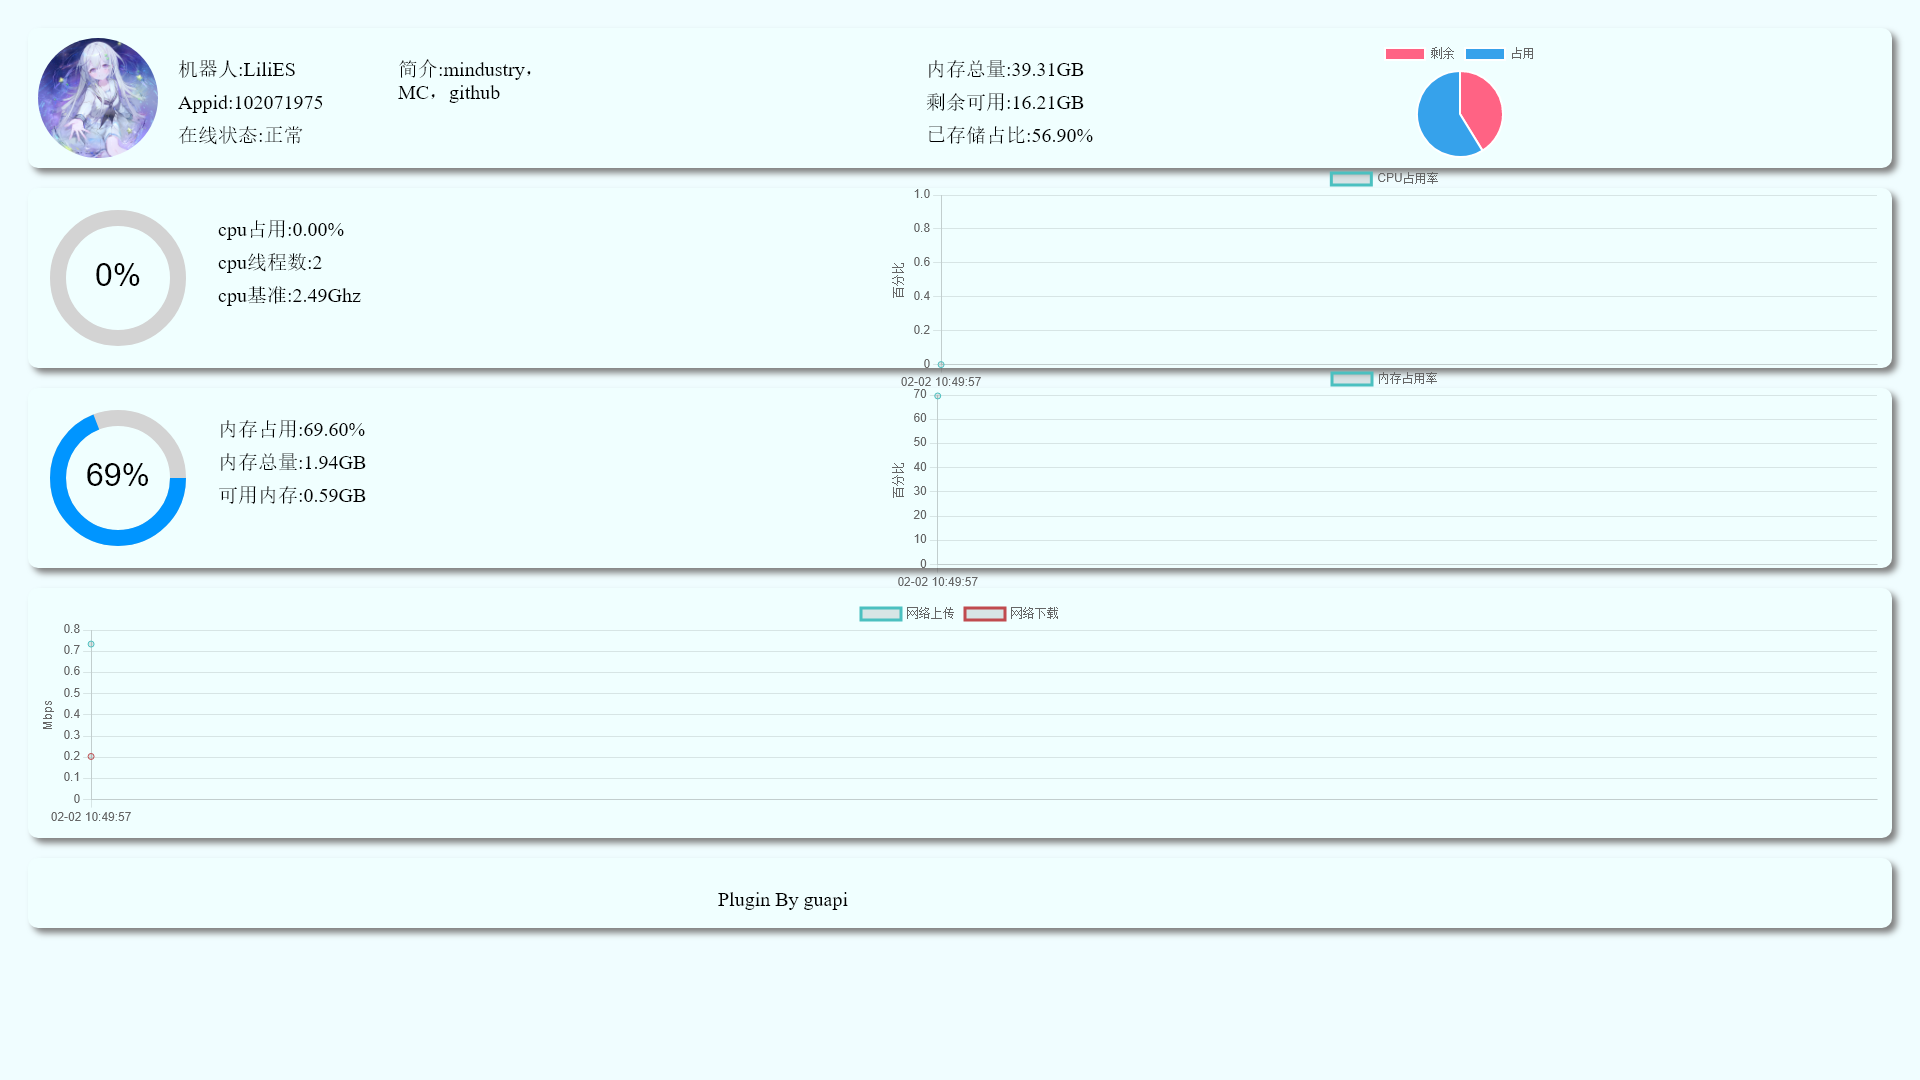 机器人:LiliES
Appid:102071975
在线状态:正常
简介:mindustry，
MC，github
内存总量:39.31GB
剩余可用:16.21GB
已存储占比:56.90%
剩余 占用
0%
cpu占用:0.00%
cpu线程数:2
cpu基准:2.49Ghz
CPU占用率
百分比
1.0
0.8
0.6
0.4
0.2
0
02-02 10:49:57
69%
内存占用:69.60%
内存总量:1.94GB
可用内存:0.59GB
内存占用率
百分比
70
60
50
40
30
20
10
0
02-02 10:49:57
网络上传 网络下载
Mbps
0.8
0.7
0.6
0.5
0.4
0.3
0.2
0.1
0
02-02 10:49:57
Plugin By guapi